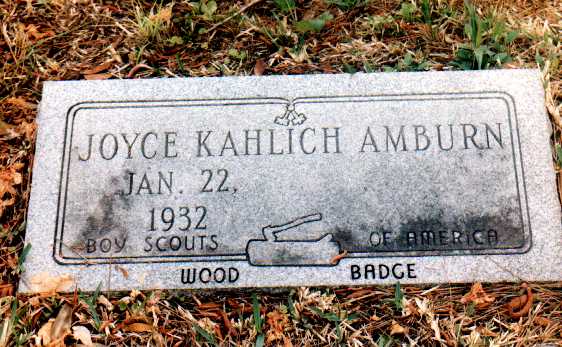 JOYCE KAHLICH AMBURN
JAN. 22,
1932
BOY SCOUTS OF AMERICA
WOOD BADGE